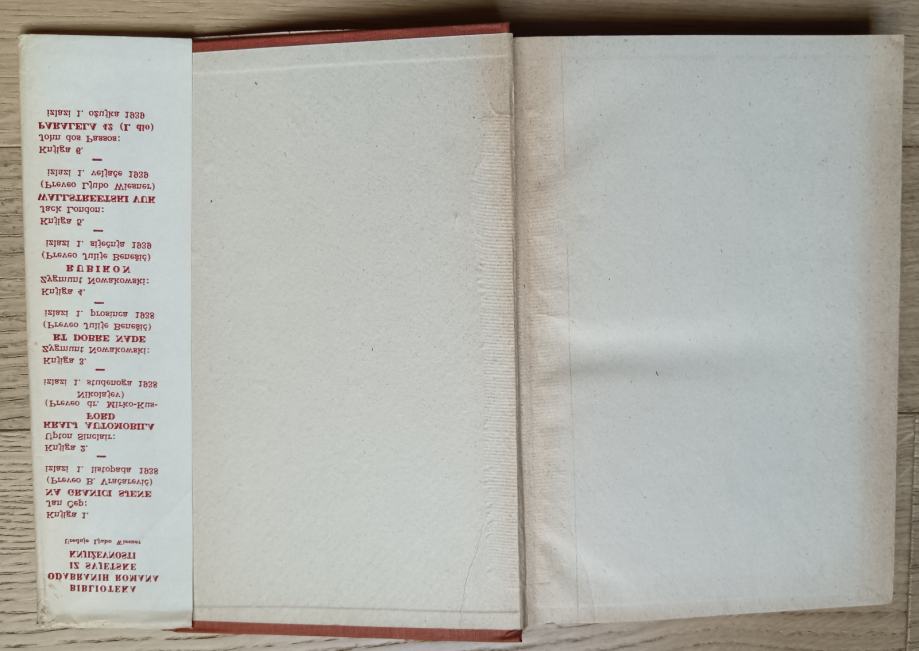 BIBLIOTEKA
ODABRANIH ROMANA
IZ SVJETSKE
KNJIŽEVNOSTI
Uređuje Ljubo Wiesner
Knjiga 1.
Jan Čep:
NA GRANICI SJENE
(Preveo B. Vračarević)
izlazi 1. listopada 1938
Knjiga 2.
Upton Sinclair:
KRALJ AUTOMOBILA
FORD
(Preveo dr. Mirko-Kus-
Nikolajev)
izlazi 1. studenoga 1938
Knjiga 3.
Zygmunt Nowakowski:
RT DOBRE NADE
(Preveo Julije Benešić)
izlazi 1. prosinca 1938
Knjiga 4.
Zygmunt Nowakowski:
RUBIKON
(Preveo Julije Benešić)
izlazi 1. siječnja 1939
Knjiga 5.
Jack London:
WALLSTREETSKI VUK
(Preveo Ljubo Wiesner)
izlazi 1. veljače 1939
Knjiga 6.
John dos Passos:
PARALELA 42 (I. dio)
izlazi 1. ožujka 1939